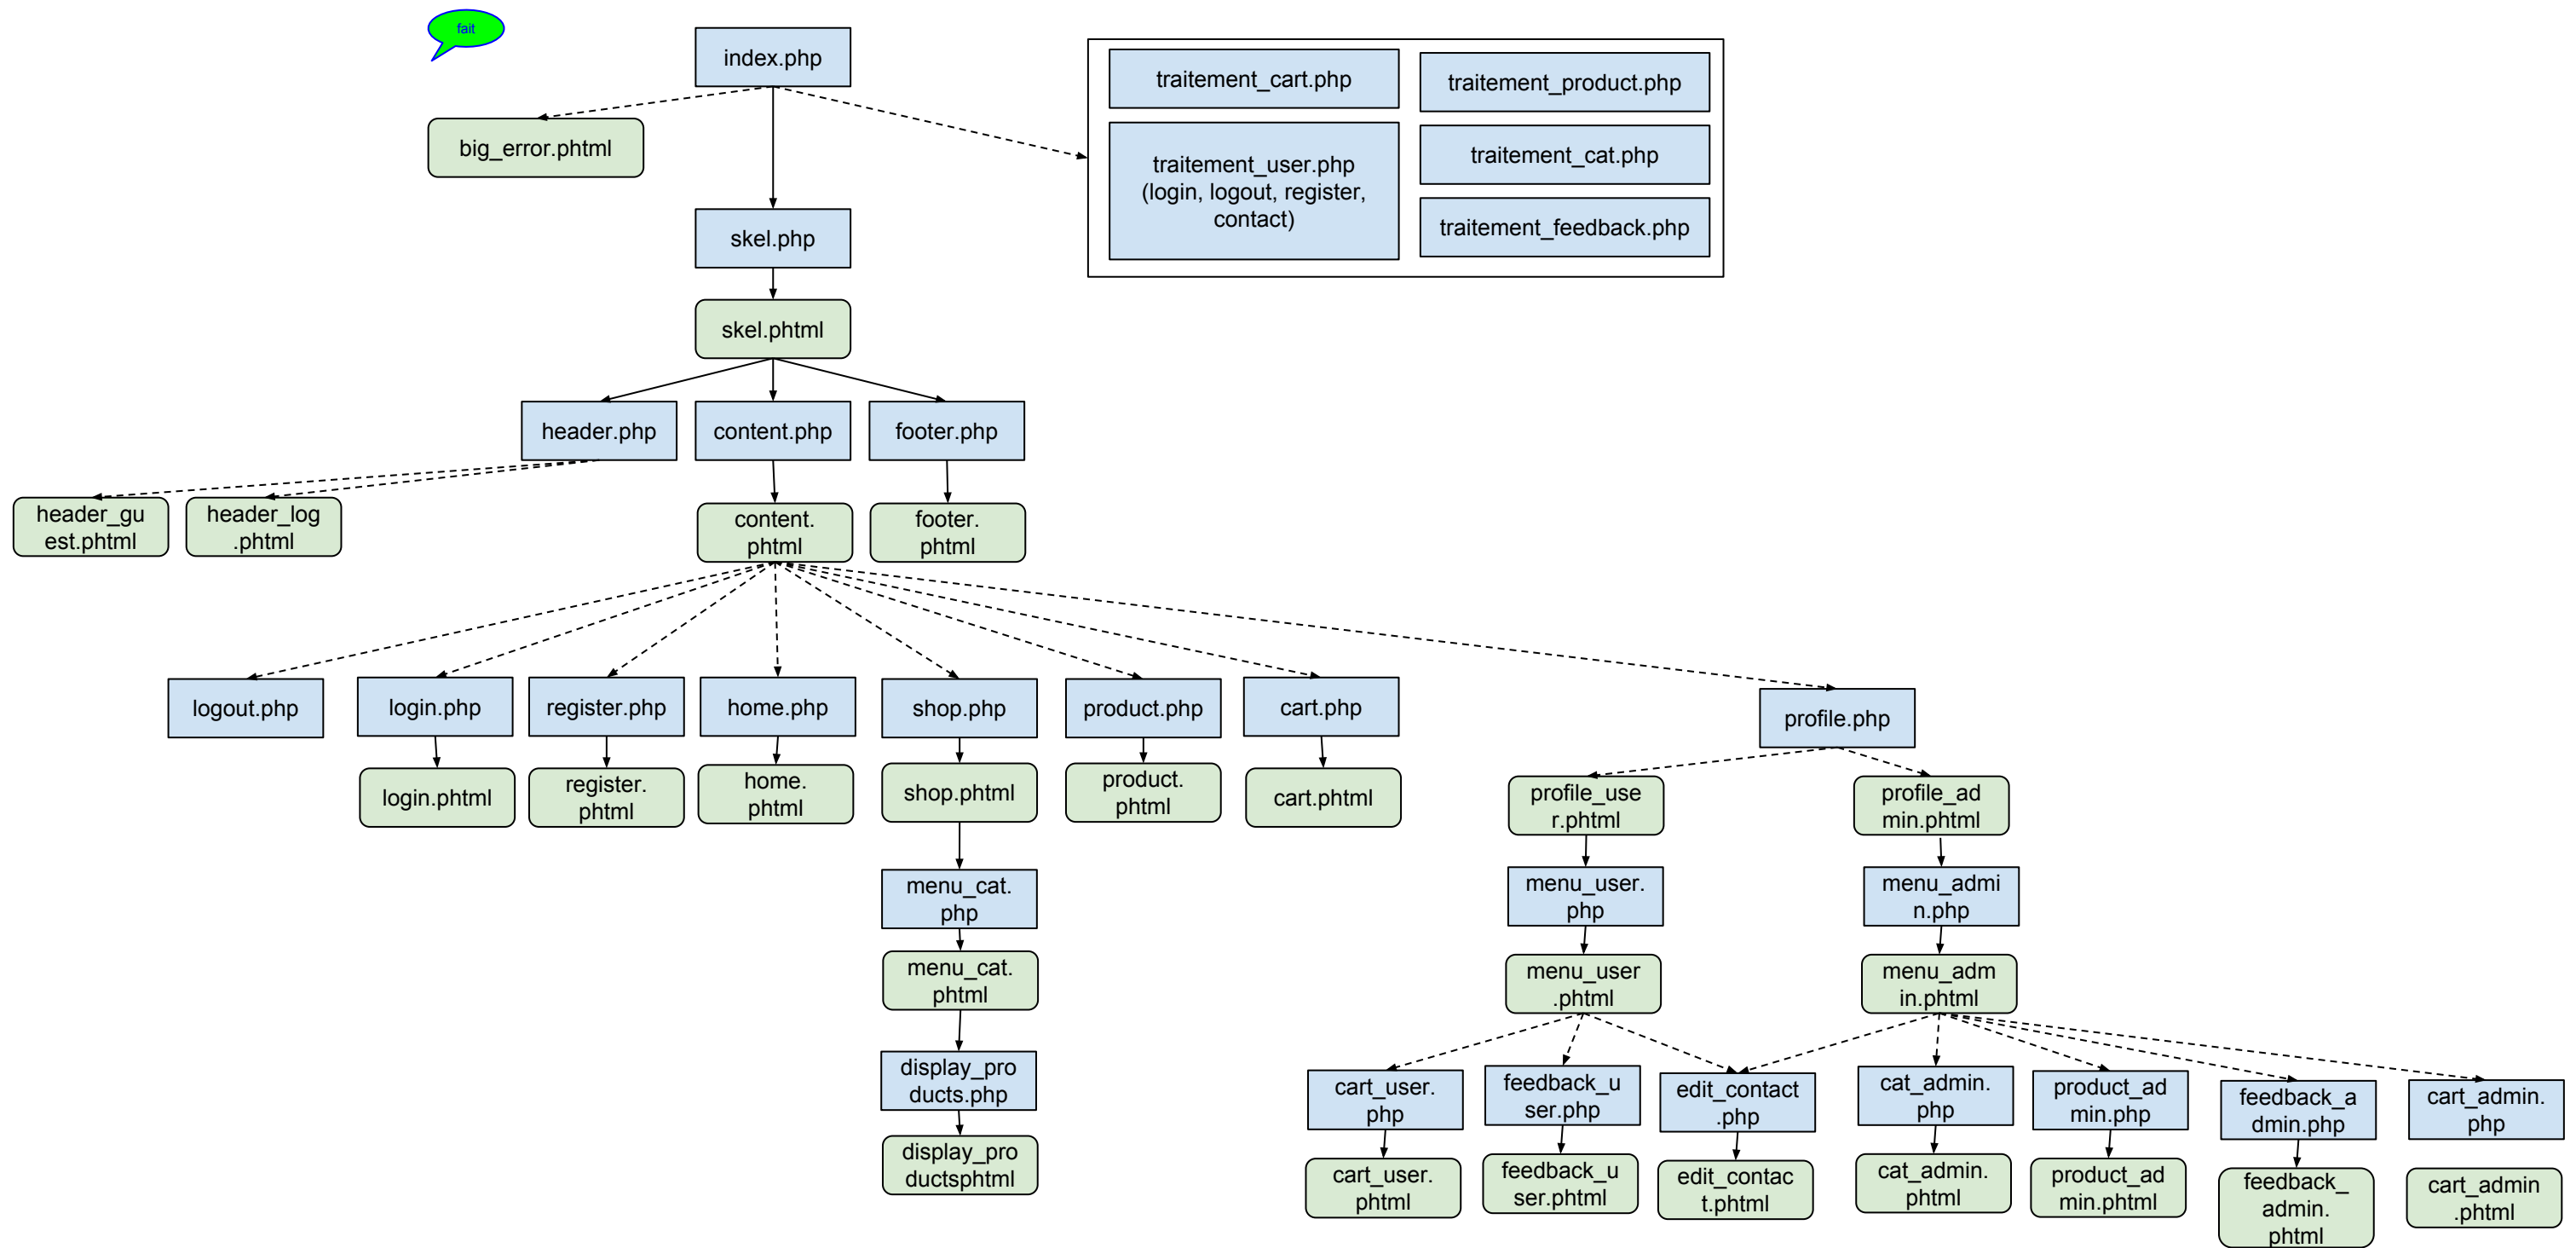 fait
index.php
traitement_cart.php
traitement_product.php
big_error.phtml
traitement_user.php
(login, logout, register,
contact)
traitement_cat.php
traitement_feedback.php
skel.php
skel.phtml
header.php
content.php
footer.php
header_gu
est.phtml
header_log
.phtml
content.
phtml
footer.
phtml
logout.php
login.php
register.php
home.php
shop.php
product.php
cart.php
profile.php
login.phtml
register.
phtml
home.
phtml
shop.phtml
product.
phtml
cart.phtml
profile_use
r.phtml
profile_ad
min.phtml
menu_cat.
php
menu_user.
php
menu_admi
n.php
menu_cat.
phtml
menu_user
.phtml
menu_adm
in.phtml
display_pro
ducts.php
cart_user.
php
feedback_u
ser.php
edit_contact
.php
cat_admin.
php
product_ad
min.php
feedback_a
dmin.php
cart_admin.
php
display_pro
ductsphtml
cart_user.
phtml
feedback_u
ser.phtml
edit_contac
t.phtml
cat_admin.
phtml
product_ad
min.phtml
feedback_
admin.
phtml
cart_admin
.phtml